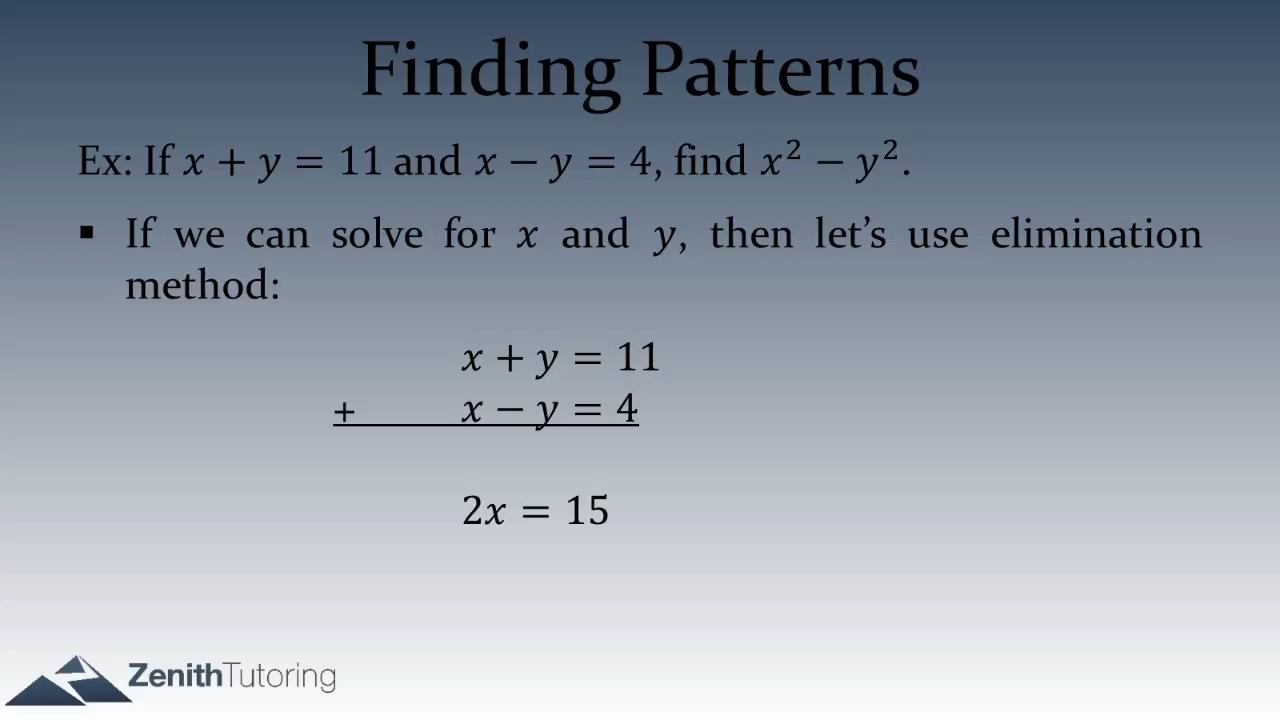 Finding Patterns
Ex: If x + y = 11 and x − y = 4, find x² − y².
▪ If we can solve for x and y, then let’s use elimination
method:
x + y = 11
+ x − y = 4
2x = 15
ZenithTutoring